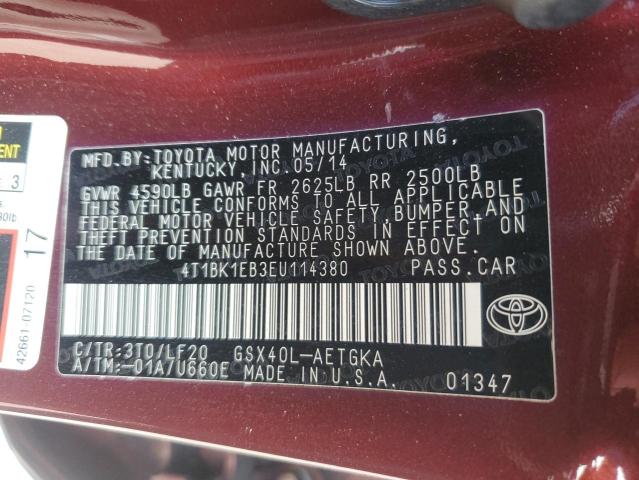 MFD.BY:TOYOTA MOTOR MANUFACTURING,
KENTUCKY,INC.05/14
GVWR 4590LB GAWR FR 2625LB RR 2500LB
THIS VEHICLE CONFORMS TO ALL APPLICABLE
FEDERAL MOTOR VEHICLE SAFETY, BUMPER,AND
THEFT PREVENTION STANDARDS IN EFFECT ON
THE DATE OF MANUFACTURE SHOWN ABOVE.
4T1BK1EB3EU114380 PASS.CAR
C/TR:3T0/LF20 GSX40L-AETGKA
A/TM:-01A/U660E MADE IN U.S.A. 01347
TOYOTA
3
17
42661-07120